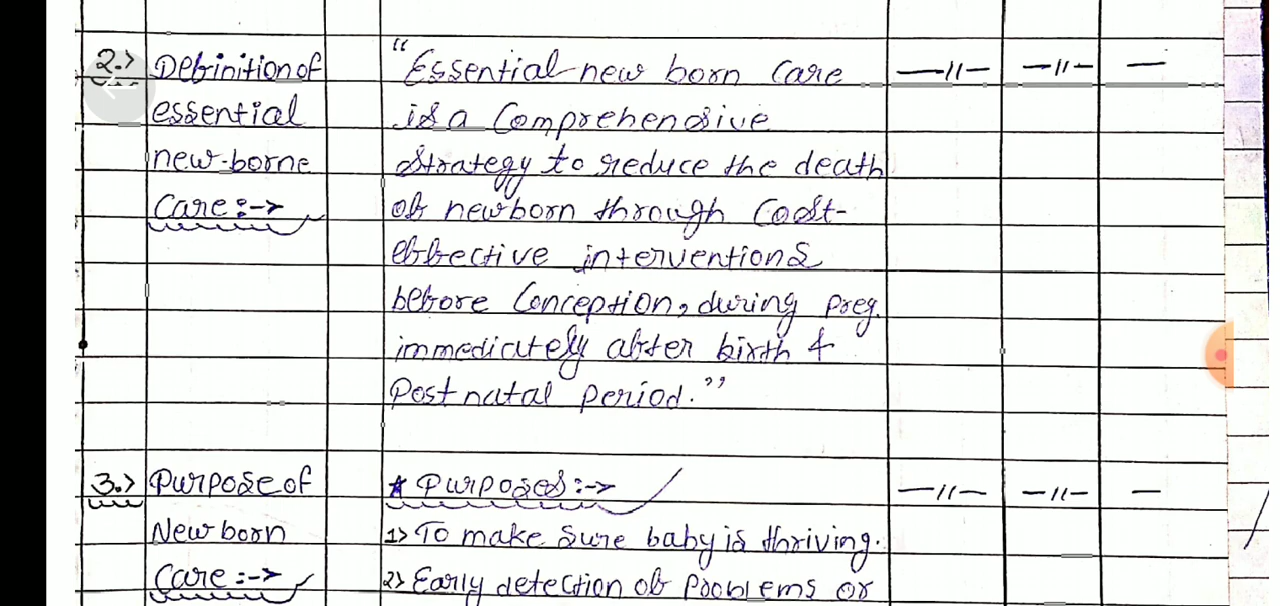 2.> Definition of
essential
new-borne
Care :->
"Essential new born Care
is a Comprehensive
strategy to reduce the death
of newborn through Cost-
effective interventions
before Conception, during preg.
immediately after birth &
Post natal period."
—〃— —〃— —
3.> Purpose of
New born
Care :->
* Purposes :->
1> To make sure baby is thriving.
2> Early detection of Problems or
—〃— —〃— —